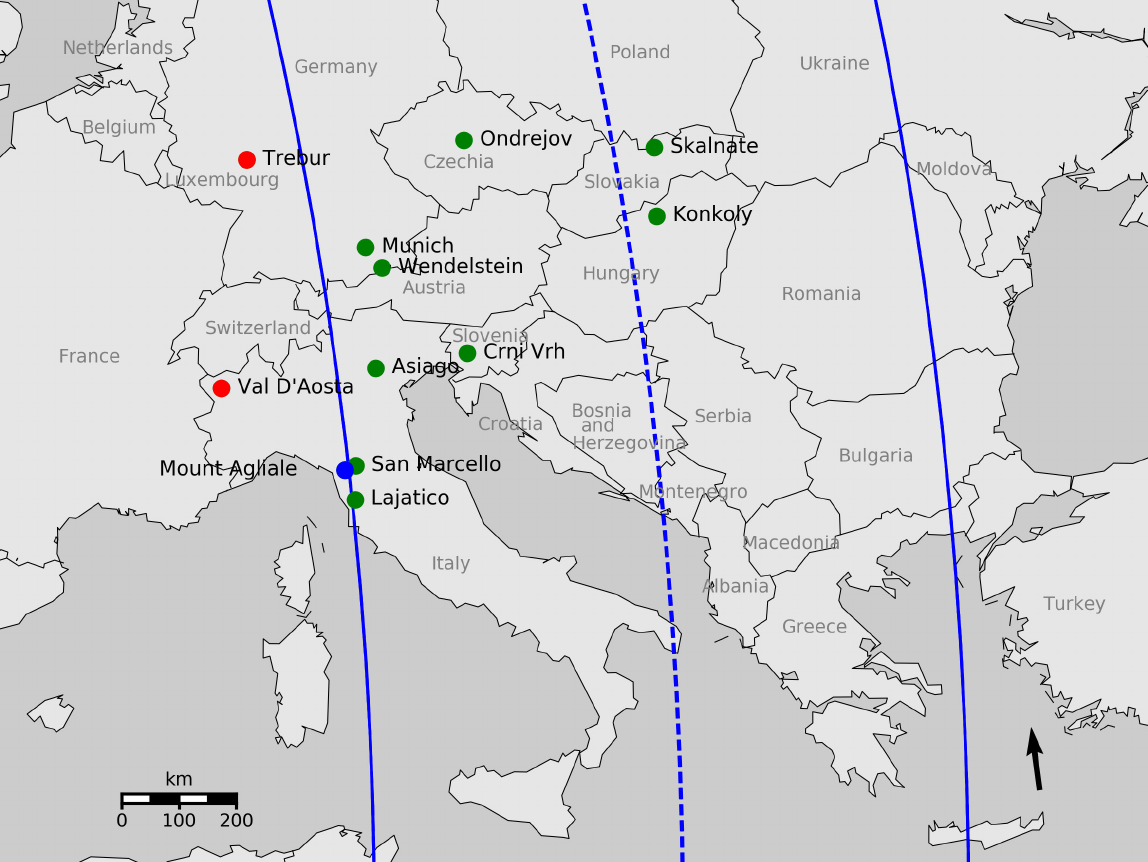 Netherlands
Germany
Poland
Ukraine
Belgium
Ondrejov
Skalnate
Trebur
Czechia
Luxembourg
Slovakia
Moldova
Konkoly
Munich
Wendelstein
Austria
Hungary
Romania
Switzerland
Slovenia
France
Crni Vrh
Asiago
Val D'Aosta
Bosnia
and
Herzegovina
Serbia
Croatia
Bulgaria
Mount Agliale
San Marcello
Montenegro
Lajatico
Macedonia
Italy
Albania
Turkey
Greece
km
0 100 200